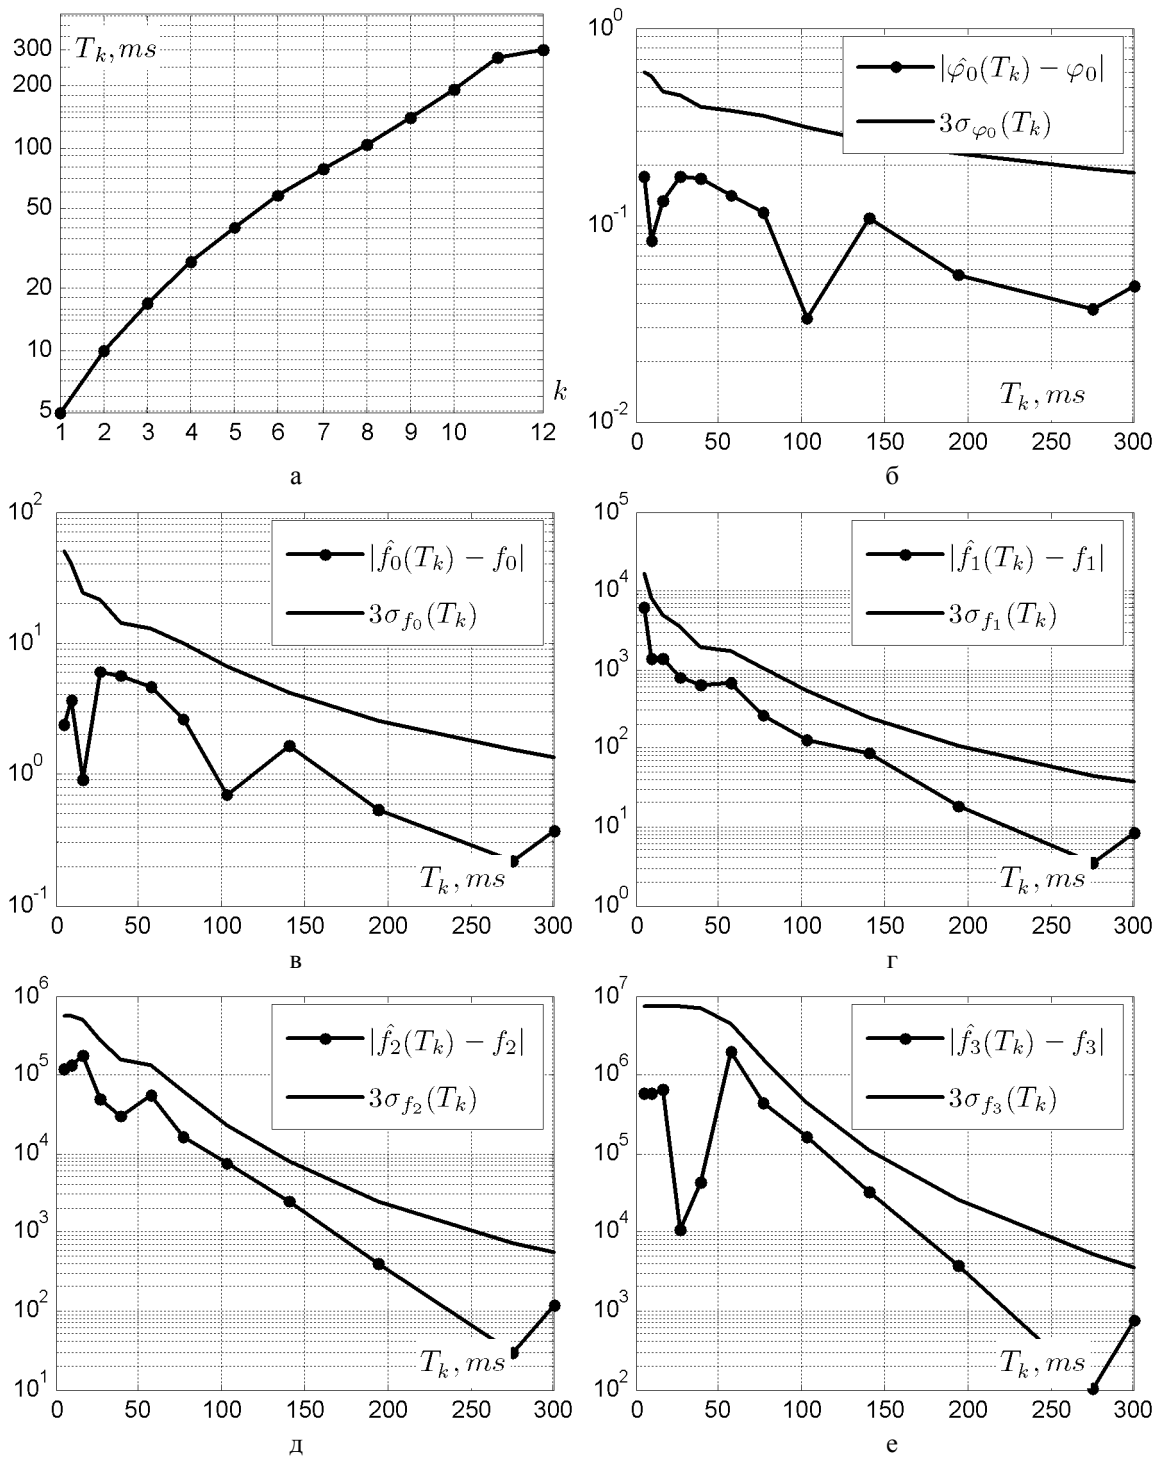 T_k, ms
300
200
100
50
20
10
5
1 2 3 4 5 6 7 8 9 10 12
k
а
10^0
10^-1
10^-2
|φ̂_0(T_k) − φ_0|
3σ_φ_0(T_k)
T_k, ms
0 50 100 150 200 250 300
б
10^2
10^1
10^0
10^-1
|f̂_0(T_k) − f_0|
3σ_f_0(T_k)
T_k, ms
0 50 100 150 200 250 300
в
10^5
10^4
10^3
10^2
10^1
10^0
|f̂_1(T_k) − f_1|
3σ_f_1(T_k)
T_k, ms
0 50 100 150 200 250 300
г
10^6
10^5
10^4
10^3
10^2
10^1
|f̂_2(T_k) − f_2|
3σ_f_2(T_k)
T_k, ms
0 50 100 150 200 250 300
д
10^7
10^6
10^5
10^4
10^3
10^2
|f̂_3(T_k) − f_3|
3σ_f_3(T_k)
T_k, ms
0 50 100 150 200 250 300
е